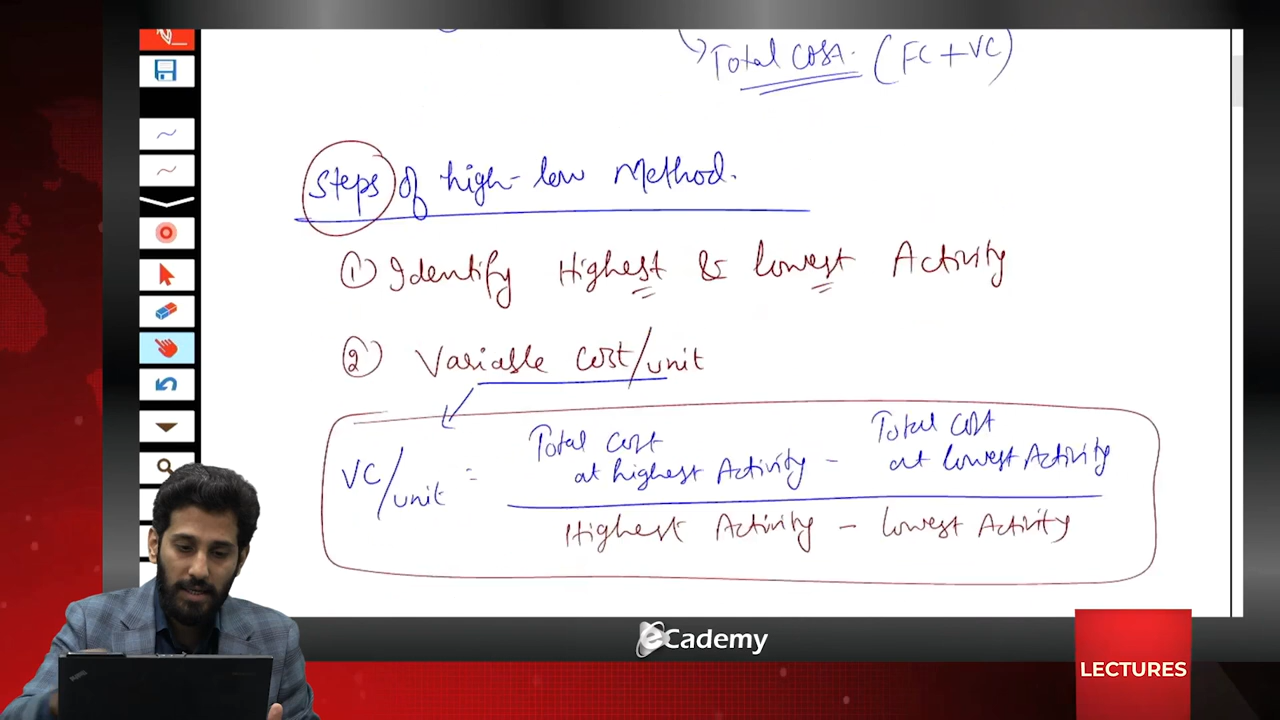 Total cost. (FC + VC)
Steps of high-low Method.
① Identify Highest & lowest Activity
② Variable cost/unit
VC/unit = Total cost at highest Activity - Total cost at lowest Activity
Highest Activity - lowest Activity
eCademy
LECTURES